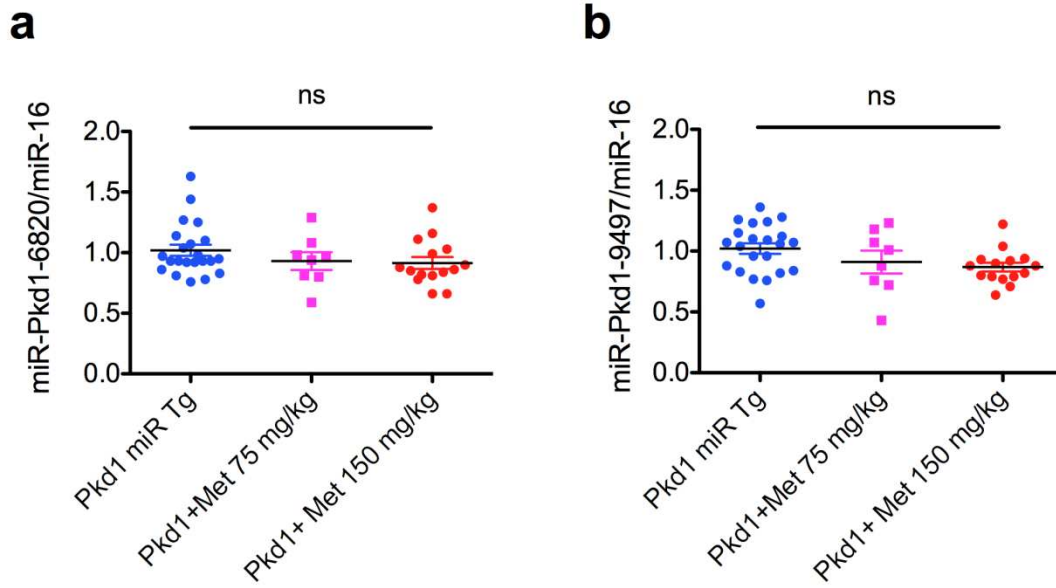 a
miR-Pkd1-6820/miR-16
ns
2.0
1.5
1.0
0.5
0.0
Pkd1 miR Tg
Pkd1+Met 75 mg/kg
Pkd1+ Met 150 mg/kg
b
miR-Pkd1-9497/miR-16
ns
2.0
1.5
1.0
0.5
0.0
Pkd1 miR Tg
Pkd1+Met 75 mg/kg
Pkd1+ Met 150 mg/kg